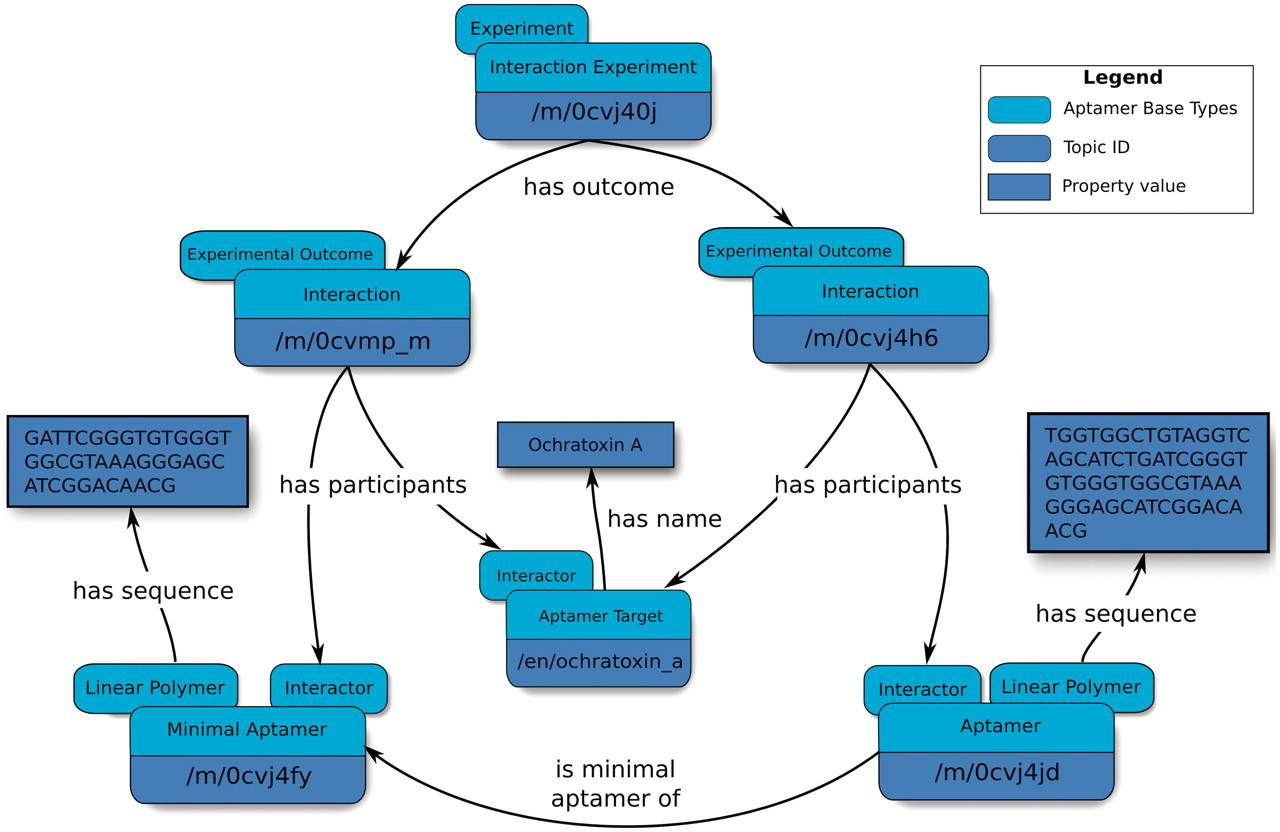 Experiment
Interaction Experiment
/m/0cvj40j
Legend
Aptamer Base Types
Topic ID
Property value
has outcome
Experimental Outcome
Interaction
/m/0cvmp_m
Experimental Outcome
Interaction
/m/0cvj4h6
GATTCGGGTGTGGGT
GGCGTAAAGGGAGC
ATCGGACAACG
Ochratoxin A
TGGTGGCTGTAGGTC
AGCATCTGATCGGGT
GTGGGTGGCGTAAA
GGGAGCATCGGACA
ACG
has participants
has participants
has name
has sequence
has sequence
Interactor
Aptamer Target
/en/ochratoxin_a
Linear Polymer
Interactor
Minimal Aptamer
/m/0cvj4fy
Interactor
Linear Polymer
Aptamer
/m/0cvj4jd
is minimal
aptamer of